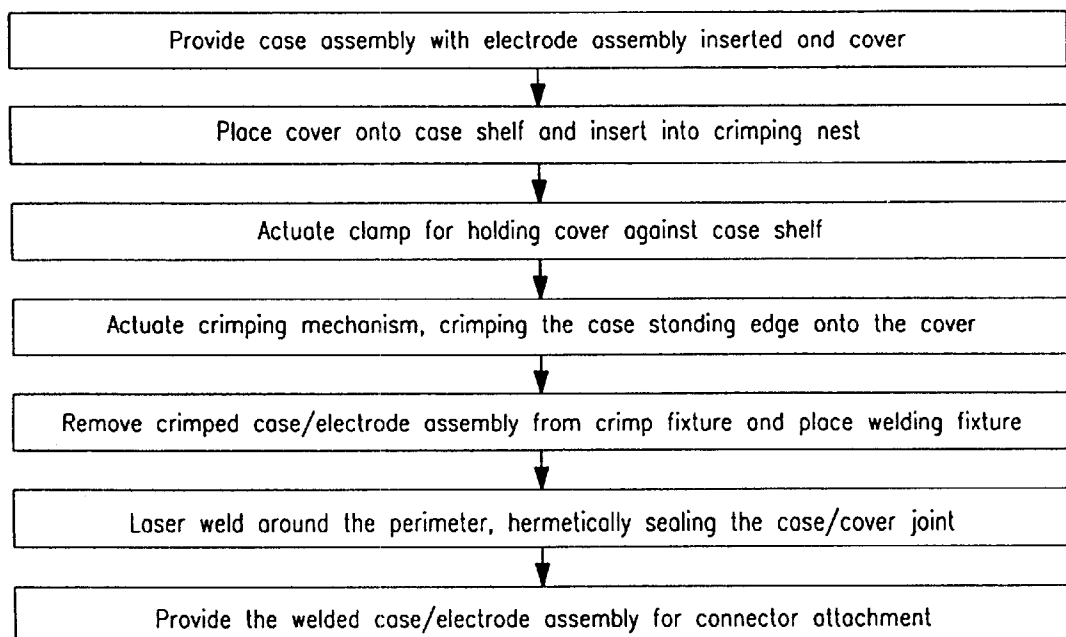 Provide case assembly with electrode assembly inserted and cover
Place cover onto case shelf and insert into crimping nest
Actuate clamp for holding cover against case shelf
Actuate crimping mechanism, crimping the case standing edge onto the cover
Remove crimped case/electrode assembly from crimp fixture and place welding fixture
Laser weld around the perimeter, hermetically sealing the case/cover joint
Provide the welded case/electrode assembly for connector attachment